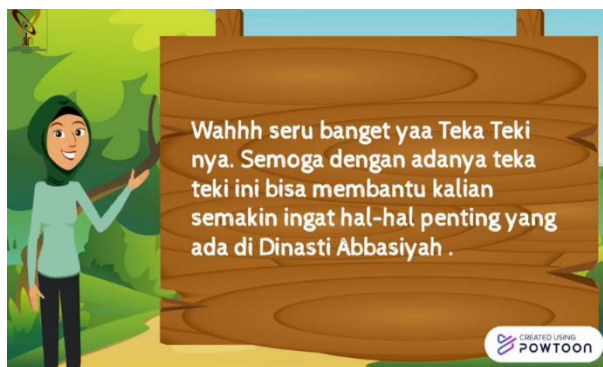 Wahhh seru banget yaa Teka Teki
nya. Semoga dengan adanya teka
teki ini bisa membantu kalian
semakin ingat hal-hal penting yang
ada di Dinasti Abbasiyah .
CREATED USING
POWTOON